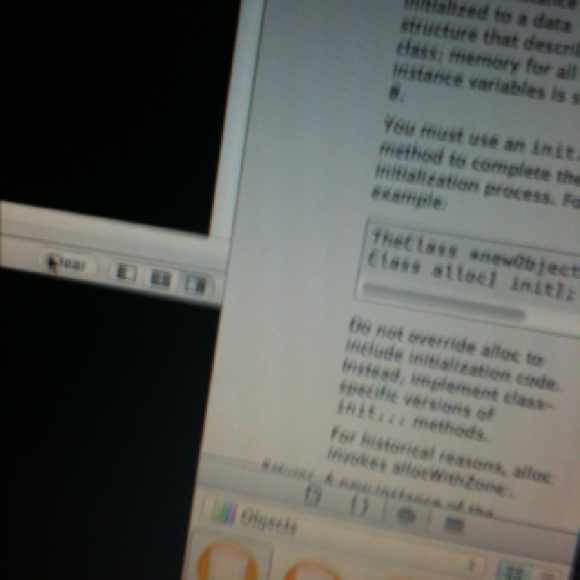 initialized to a data
structure that
class; memory for all
instance variables is
0.
You must use an init
method to complete the
initialization process.
example:
TheClass *newObject
Class alloc] init];
Do not override alloc to
include initialization code.
Instead, implement class-
specific versions of
init... methods.
For historical reasons, alloc
invokes allocWithZone:.
A new instance of the
Clear
Objects